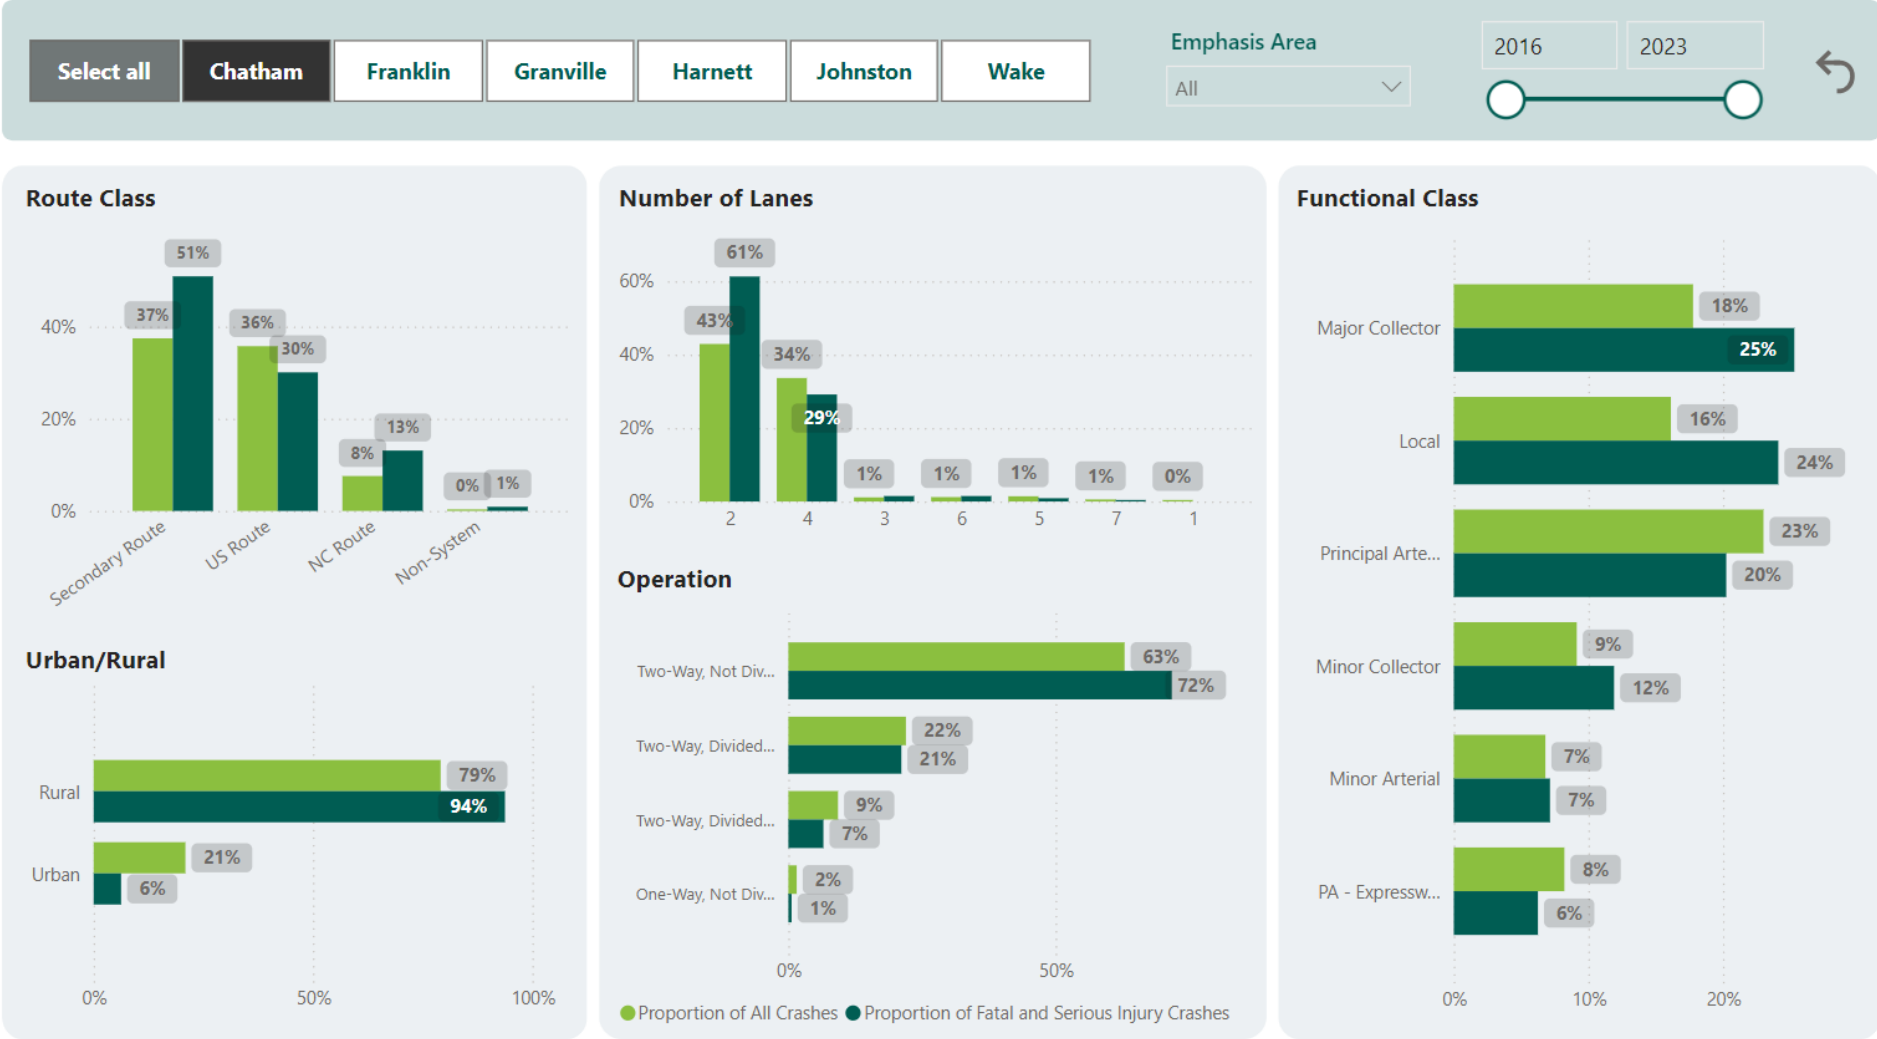 Select all
Chatham
Franklin
Granville
Harnett
Johnston
Wake
Emphasis Area
All
2016
2023
Route Class
51%
37%
36%
30%
13%
8%
0%
1%
40%
20%
0%
Secondary Route
US Route
NC Route
Non-System
Urban/Rural
Rural
79%
94%
Urban
21%
6%
0%
50%
100%
Number of Lanes
61%
43%
34%
29%
1%
1%
1%
1%
0%
60%
40%
20%
0%
2
4
3
6
5
7
1
Operation
Two-Way, Not Div...
63%
72%
Two-Way, Divided...
22%
21%
Two-Way, Divided...
9%
7%
One-Way, Not Div...
2%
1%
0%
50%
Proportion of All Crashes
Proportion of Fatal and Serious Injury Crashes
Functional Class
Major Collector
18%
25%
Local
16%
24%
Principal Arte...
23%
20%
Minor Collector
9%
12%
Minor Arterial
7%
7%
PA - Expressw...
8%
6%
0%
10%
20%